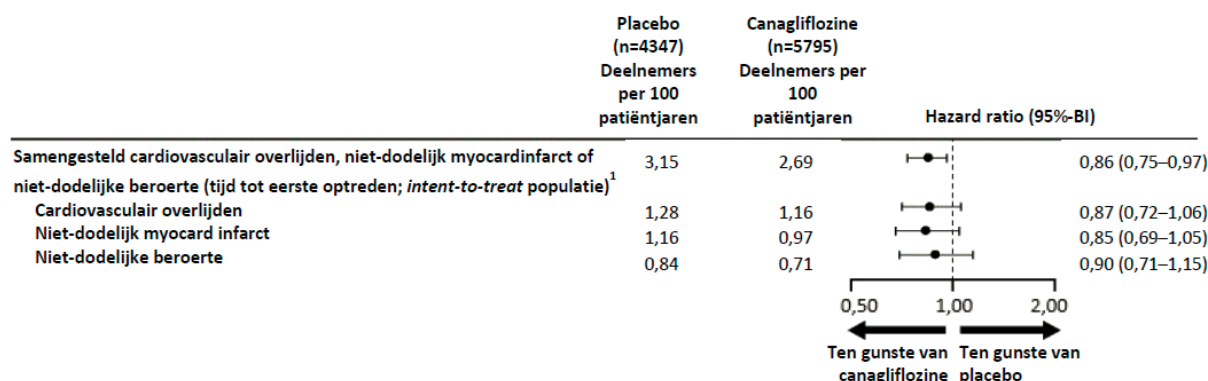 Placebo Canagliflozine
(n=4347) (n=5795)
Deelnemers Deelnemers per
per 100 100
patiëntjaren patiëntjaren Hazard ratio (95%-BI)
Samengesteld cardiovasculair overlijden, niet-dodelijk myocardinfarct of 3,15 2,69 0,86 (0,75–0,97)
niet-dodelijke beroerte (tijd tot eerste optreden; intent-to-treat populatie)1
Cardiovasculair overlijden 1,28 1,16 0,87 (0,72–1,06)
Niet-dodelijk myocard infarct 1,16 0,97 0,85 (0,69–1,05)
Niet-dodelijke beroerte 0,84 0,71 0,90 (0,71–1,15)
0,50 1,00 2,00
Ten gunste van Ten gunste van
canagliflozine placebo